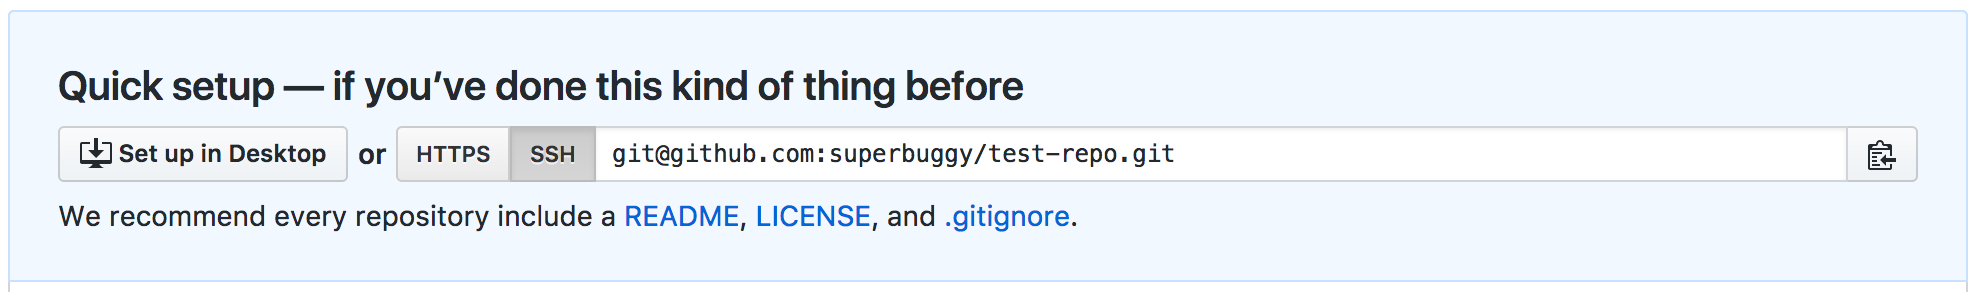 Quick setup — if you’ve done this kind of thing before
Set up in Desktop or HTTPS SSH git@github.com:superbuggy/test-repo.git
We recommend every repository include a README, LICENSE, and .gitignore.